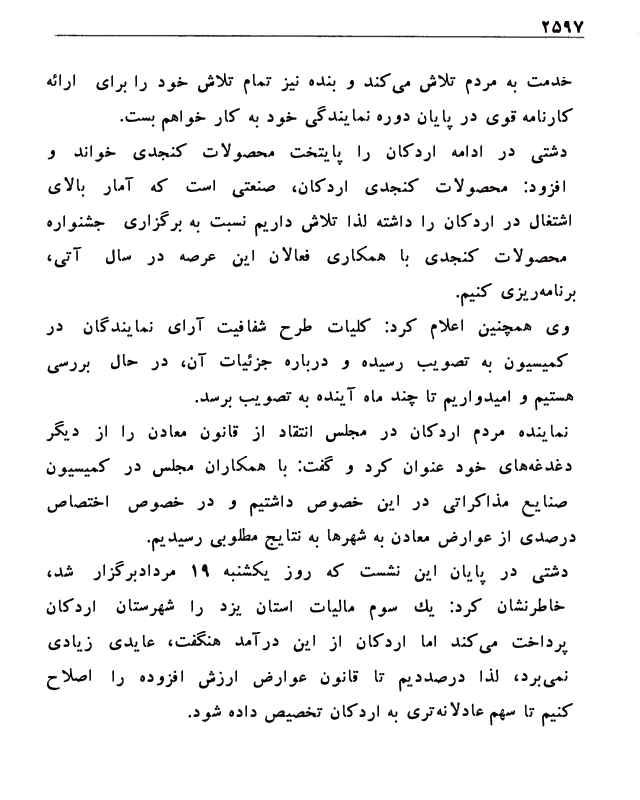 ۲۵۹۷
خدمت به مردم تلاش می‌کند و بنده نیز تمام تلاش خود را برای ارائه
کارنامه قوی در پایان دوره نمایندگی خود به کار خواهم بست.
دشتی در ادامه اردکان را پایتخت محصولات کنجدی خواند و
افزود: محصولات کنجدی اردکان، صنعتی است که آمار بالای
اشتغال در اردکان را داشته لذا تلاش داریم نسبت به برگزاری جشنواره
محصولات کنجدی با همکاری فعالان این عرصه در سال آتی،
برنامه‌ریزی کنیم.
وی همچنین اعلام کرد: کلیات طرح شفافیت آرای نمایندگان در
کمیسیون به تصویب رسیده و درباره جزئیات آن، در حال بررسی
هستیم و امیدواریم تا چند ماه آینده به تصویب برسد.
نماینده مردم اردکان در مجلس انتقاد از قانون معادن را از دیگر
دغدغه‌های خود عنوان کرد و گفت: با همکاران مجلس در کمیسیون
صنایع مذاکراتی در این خصوص داشتیم و در خصوص اختصاص
درصدی از عوارض معادن به شهرها به نتایج مطلوبی رسیدیم.
دشتی در پایان این نشست که روز یکشنبه ۱۹ مردادبرگزار شد،
خاطرنشان کرد: یك سوم مالیات استان یزد را شهرستان اردکان
پرداخت می‌کند اما اردکان از این درآمد هنگفت، عایدی زیادی
نمی‌برد، لذا درصددیم تا قانون عوارض ارزش افزوده را اصلاح
کنیم تا سهم عادلانه‌تری به اردکان تخصیص داده شود.